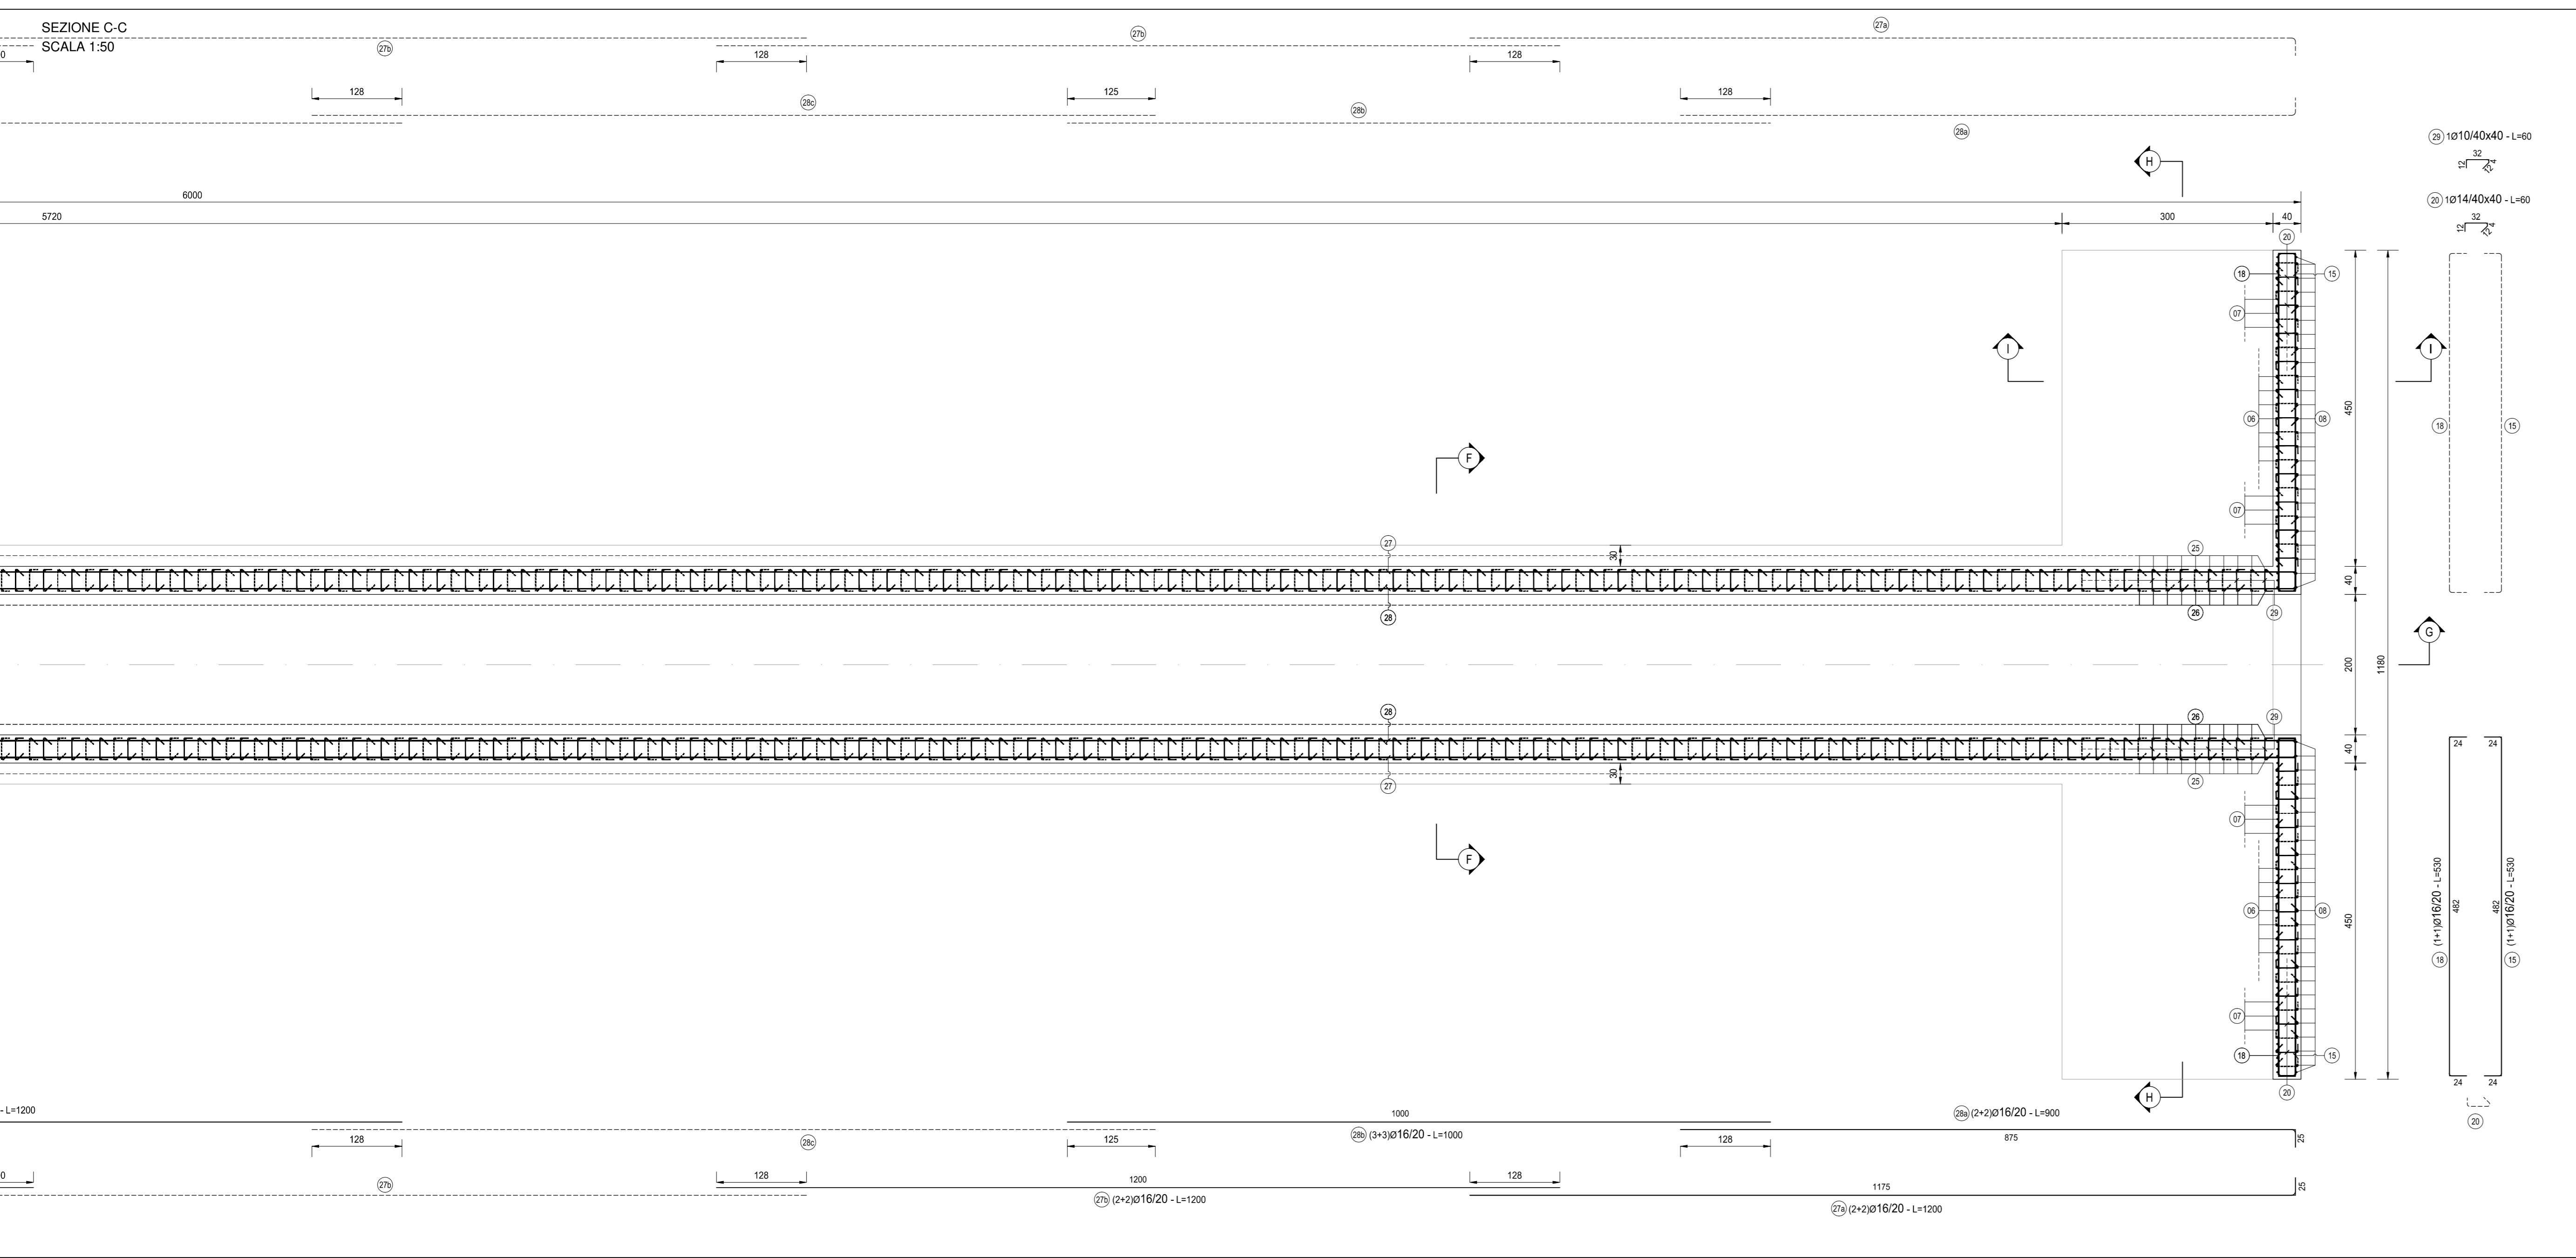 SEZIONE C-C
SCALA 1:50
27b
27b
27a
0
128
128
128
125
128
28c
28b
28a
29 1Ø10/40x40 - L=60
32
12
4
12
H
6000
5720
300
40
20 1Ø14/40x40 - L=60
32
12
4
12
20
18
15
07
I
I
450
06
08
18
15
F
07
27
30
25
40
28
26
29
G
200
1180
28
26
29
40
27
30
25
24
24
07
F
06
08
450
(1+1)Ø16/20 - L=530
482
482
(1+1)Ø16/20 - L=530
18
15
07
18
15
H
20
24
24
20
- L=1200
1000
28a (2+2)Ø16/20 - L=900
128
28c
125
28b (3+3)Ø16/20 - L=1000
128
875
25
0
27b
128
1200
128
1175
25
27b (2+2)Ø16/20 - L=1200
27a (2+2)Ø16/20 - L=1200